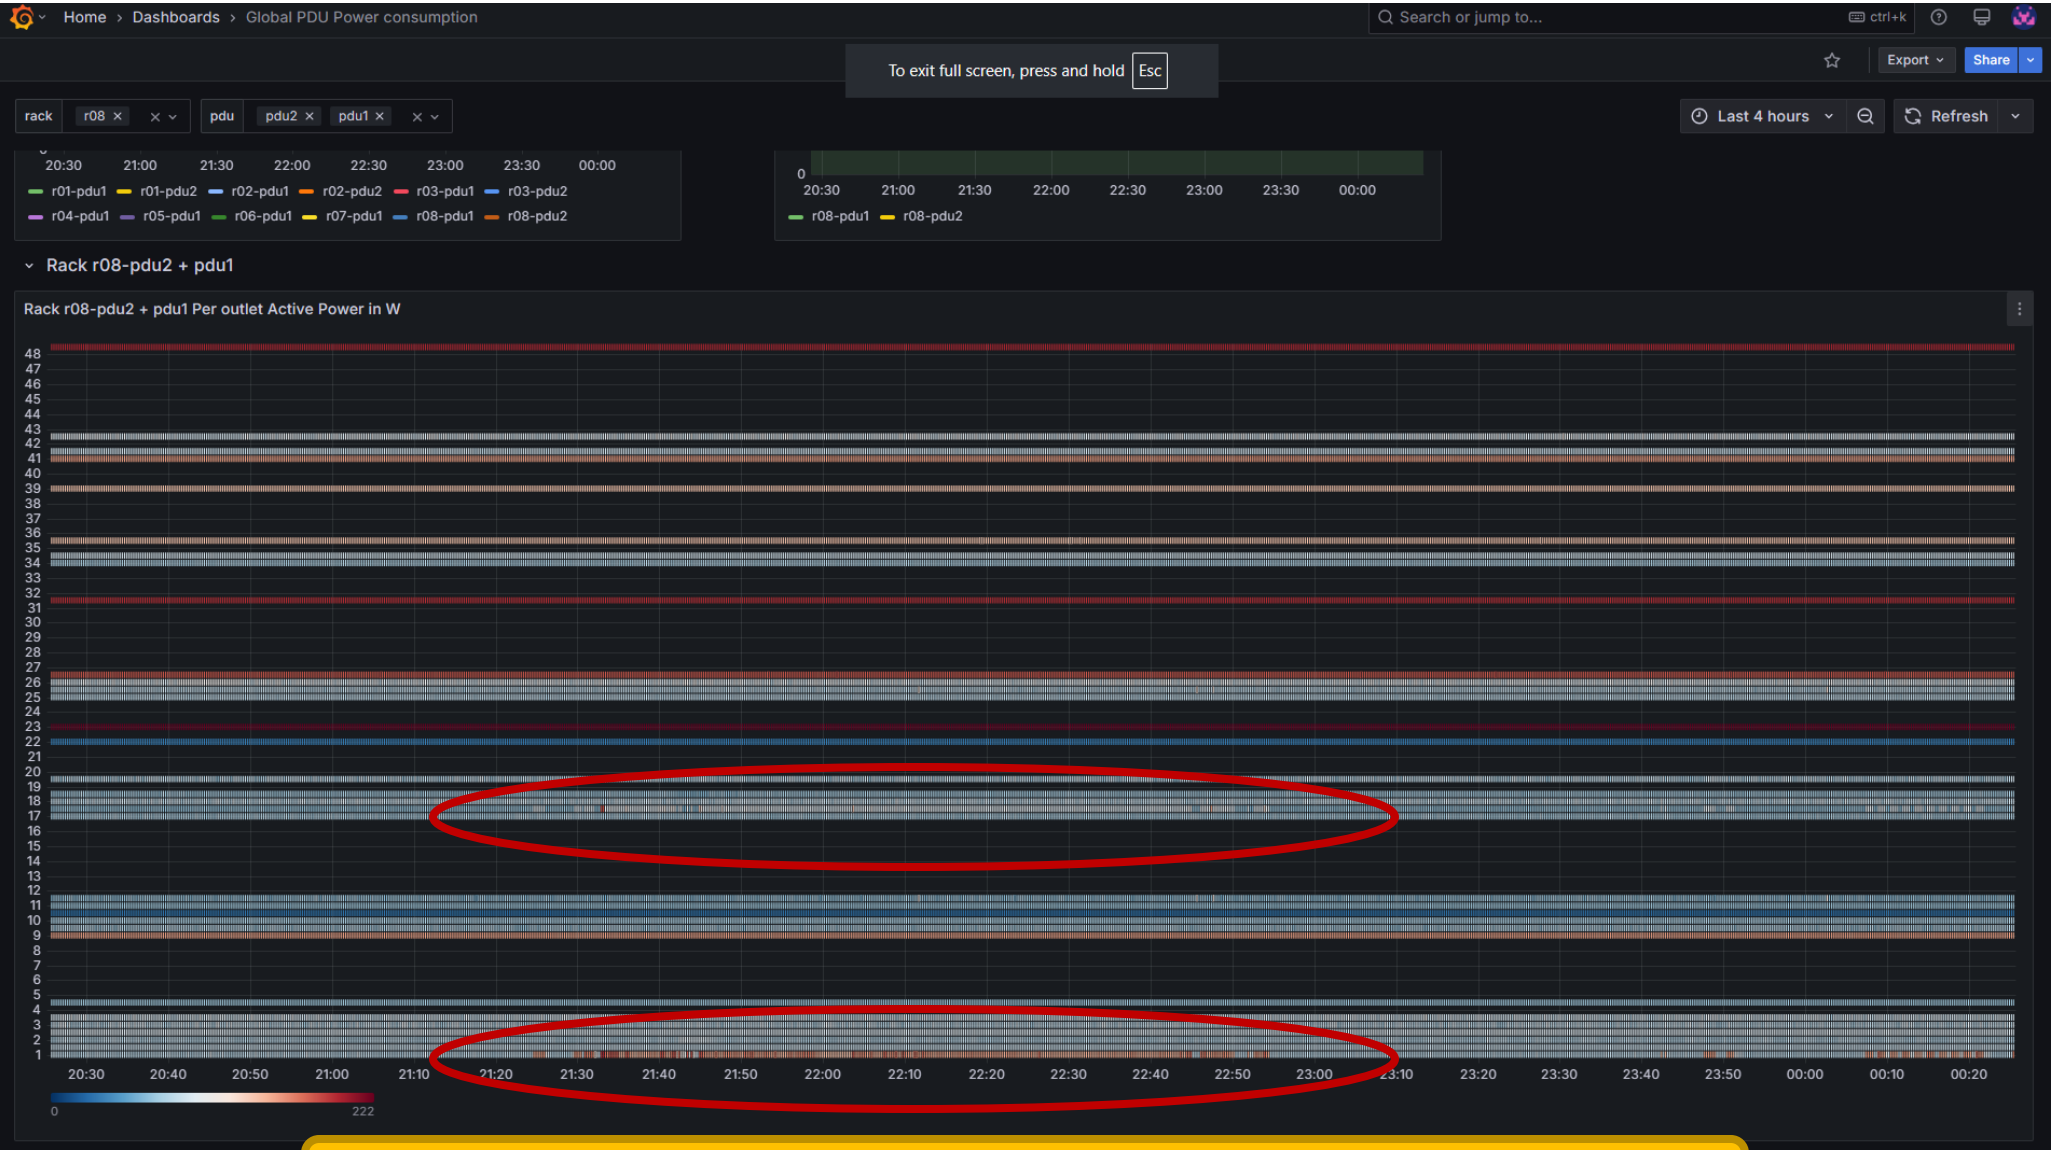 Home › Dashboards › Global PDU Power consumption
Search or jump to...
ctrl+k
To exit full screen, press and hold Esc
Export
Share
rack r08 × pdu pdu2 × pdu1 ×
Last 4 hours
Refresh
20:30 21:00 21:30 22:00 22:30 23:00 23:30 00:00
r01-pdu1 r01-pdu2 r02-pdu1 r02-pdu2 r03-pdu1 r03-pdu2
r04-pdu1 r05-pdu1 r06-pdu1 r07-pdu1 r08-pdu1 r08-pdu2
0
20:30 21:00 21:30 22:00 22:30 23:00 23:30 00:00
r08-pdu1 r08-pdu2
Rack r08-pdu2 + pdu1
Rack r08-pdu2 + pdu1 Per outlet Active Power in W
48
47
46
45
44
43
42
41
40
39
38
37
36
35
34
33
32
31
30
29
28
27
26
25
24
23
22
21
20
19
18
17
16
15
14
13
12
11
10
9
8
7
6
5
4
3
2
1
20:30 20:40 20:50 21:00 21:10 21:20 21:30 21:40 21:50 22:00 22:10 22:20 22:30 22:40 22:50 23:00 23:10 23:20 23:30 23:40 23:50 00:00 00:10 00:20
0 222